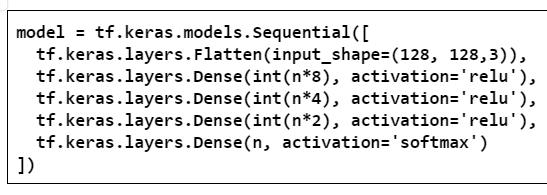 model = tf.keras.models.Sequential([
  tf.keras.layers.Flatten(input_shape=(128, 128,3)),
  tf.keras.layers.Dense(int(n*8), activation='relu'),
  tf.keras.layers.Dense(int(n*4), activation='relu'),
  tf.keras.layers.Dense(int(n*2), activation='relu'),
  tf.keras.layers.Dense(n, activation='softmax')
])